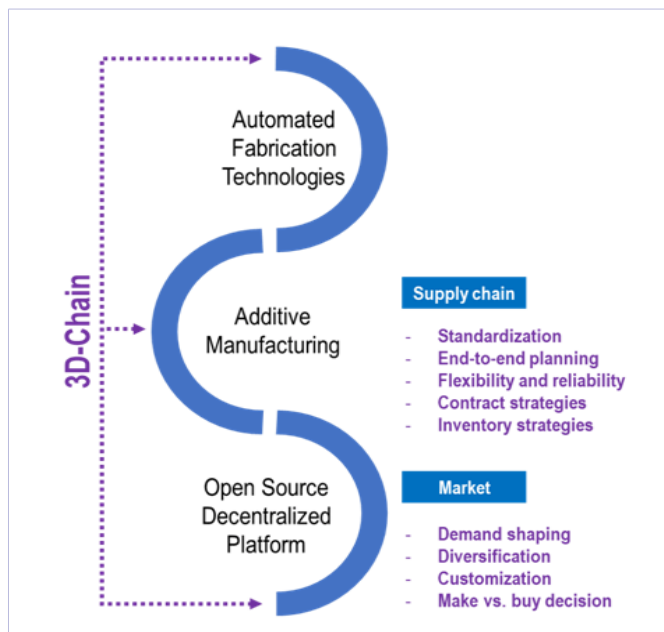 3D-Chain
Automated
Fabrication
Technologies
Additive
Manufacturing
Open Source
Decentralized
Platform
Supply chain
- Standardization
- End-to-end planning
- Flexibility and reliability
- Contract strategies
- Inventory strategies
Market
- Demand shaping
- Diversification
- Customization
- Make vs. buy decision